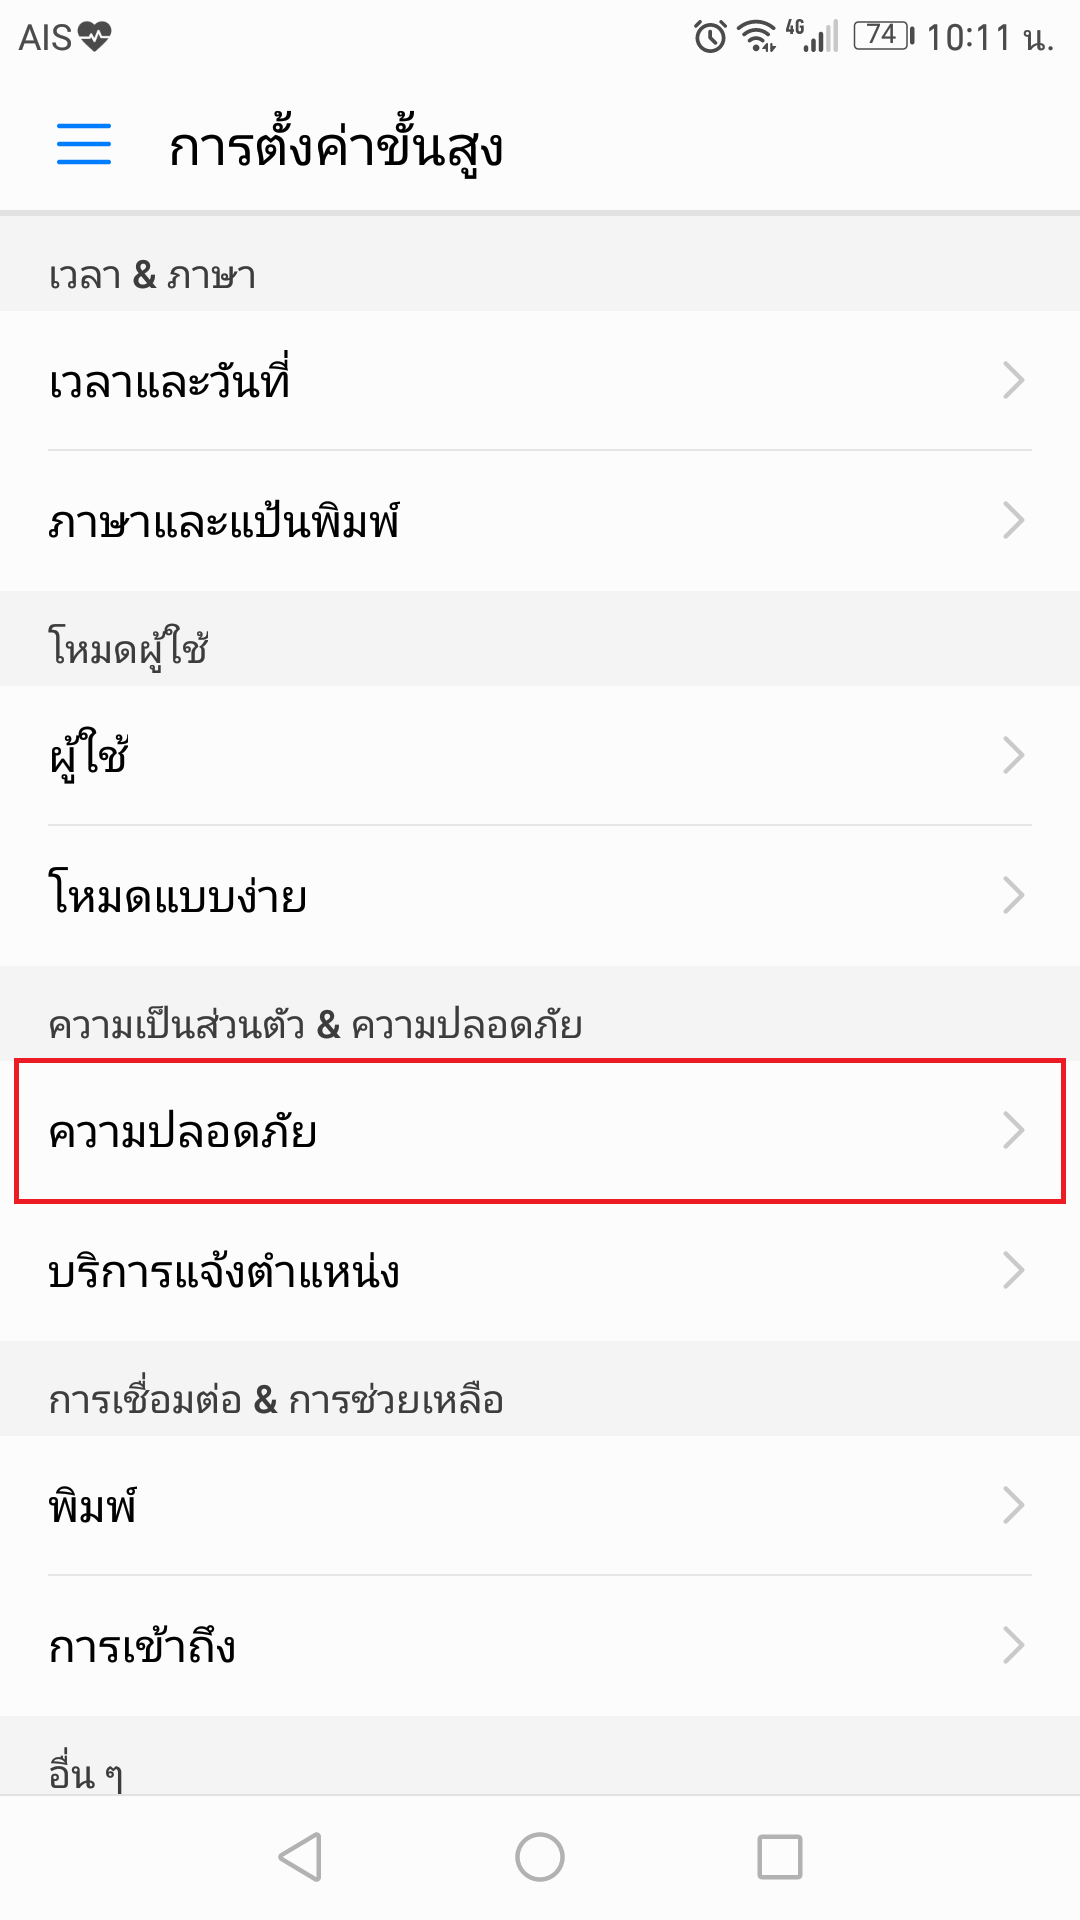 AIS 4G 74 10:11 น.
การตั้งค่าขั้นสูง
เวลา & ภาษา
เวลาและวันที่
ภาษาและแป้นพิมพ์
โหมดผู้ใช้
ผู้ใช้
โหมดแบบง่าย
ความเป็นส่วนตัว & ความปลอดภัย
ความปลอดภัย
บริการแจ้งตำแหน่ง
การเชื่อมต่อ & การช่วยเหลือ
พิมพ์
การเข้าถึง
อื่น ๆ